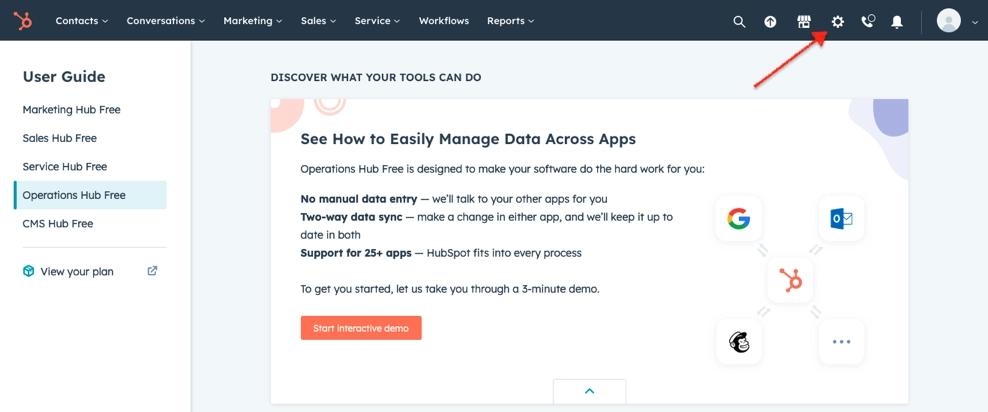 Contacts Conversations Marketing Sales Service Workflows Reports
User Guide
Marketing Hub Free
Sales Hub Free
Service Hub Free
Operations Hub Free
CMS Hub Free
View your plan
DISCOVER WHAT YOUR TOOLS CAN DO
See How to Easily Manage Data Across Apps
Operations Hub Free is designed to make your software do the hard work for you:
No manual data entry — we'll talk to your other apps for you
Two-way data sync — make a change in either app, and we'll keep it up to
date in both
Support for 25+ apps — HubSpot fits into every process
To get you started, let us take you through a 3-minute demo.
Start interactive demo